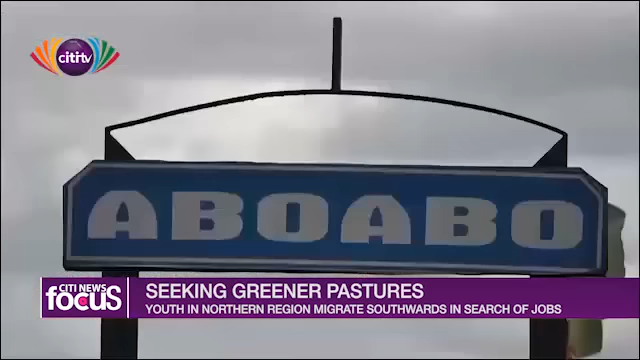 citi tv
ABOABO
CITI NEWS
focus
SEEKING GREENER PASTURES
YOUTH IN NORTHERN REGION MIGRATE SOUTHWARDS IN SEARCH OF JOBS